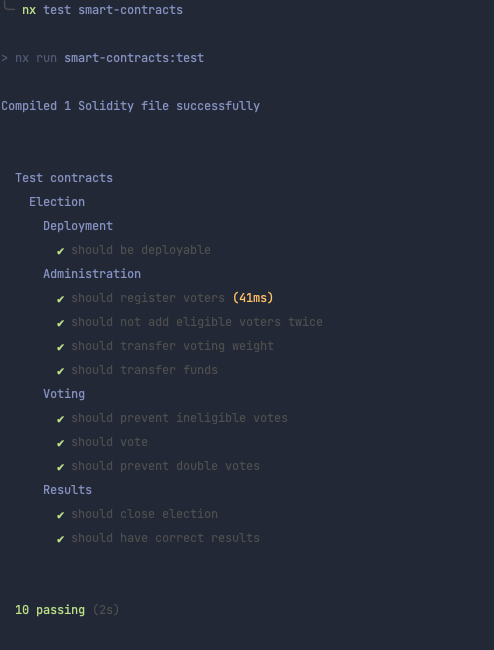 nx test smart-contracts
> nx run smart-contracts:test
Compiled 1 Solidity file successfully
Test contracts
Election
Deployment
✔ should be deployable
Administration
✔ should register voters (41ms)
✔ should not add eligible voters twice
✔ should transfer voting weight
✔ should transfer funds
Voting
✔ should prevent ineligible votes
✔ should vote
✔ should prevent double votes
Results
✔ should close election
✔ should have correct results
10 passing (2s)